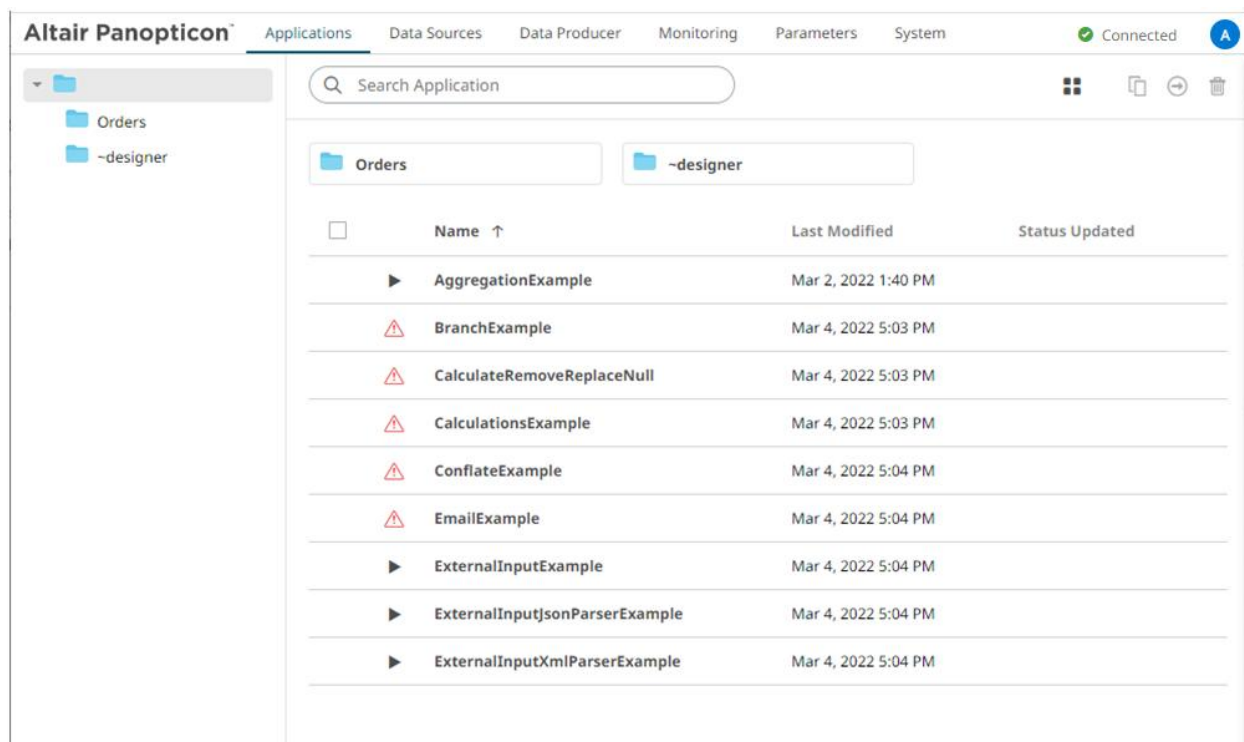 Altair Panopticon™ Applications Data Sources Data Producer Monitoring Parameters System Connected A
Search Application
Orders
~designer
Orders ~designer
Name ↑ Last Modified Status Updated
AggregationExample Mar 2, 2022 1:40 PM
BranchExample Mar 4, 2022 5:03 PM
CalculateRemoveReplaceNull Mar 4, 2022 5:03 PM
CalculationsExample Mar 4, 2022 5:03 PM
ConflateExample Mar 4, 2022 5:04 PM
EmailExample Mar 4, 2022 5:04 PM
ExternalInputExample Mar 4, 2022 5:04 PM
ExternalInputJsonParserExample Mar 4, 2022 5:04 PM
ExternalInputXmlParserExample Mar 4, 2022 5:04 PM